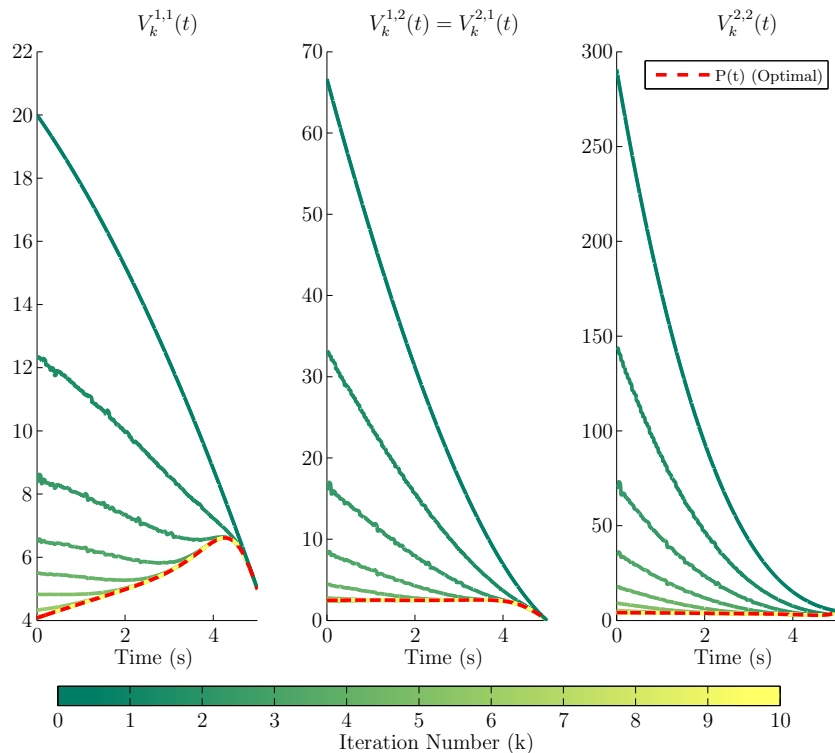 V_k^{1,1}(t)
V_k^{1,2}(t) = V_k^{2,1}(t)
V_k^{2,2}(t)
22
20
18
16
14
12
10
8
6
4
0 2 4
Time (s)
70
60
50
40
30
20
10
0
0 2 4
Time (s)
300
250
200
150
100
50
0
0 2 4
Time (s)
P(t) (Optimal)
0 1 2 3 4 5 6 7 8 9 10
Iteration Number (k)